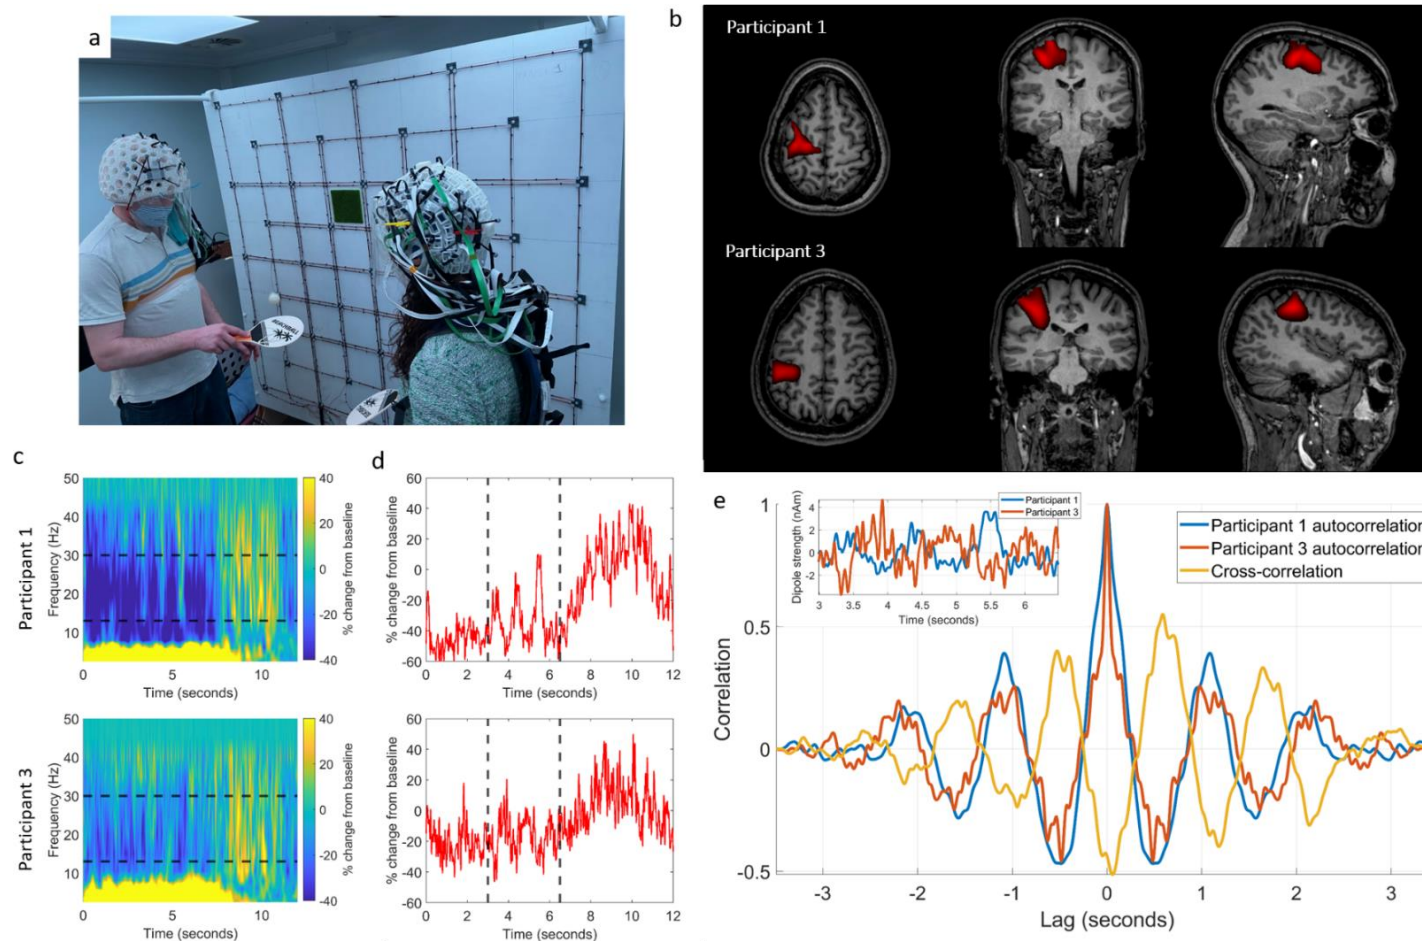 a
b
Participant 1
Participant 3
c
Participant 1
Frequency (Hz)
50
40
30
20
10
0
5
10
Time (seconds)
40
20
0
-20
-40
% change from baseline
Participant 3
Frequency (Hz)
50
40
30
20
10
0
5
10
Time (seconds)
40
20
0
-20
-40
% change from baseline
d
% change from baseline
60
40
20
0
-20
-40
-60
0
2
4
6
8
10
12
Time (seconds)
% change from baseline
60
40
20
0
-20
-40
-60
0
2
4
6
8
10
12
Time (seconds)
e
Dipole strength (nAm)
4
2
0
-2
3
3.5
4
4.5
5
5.5
6
Time (seconds)
Participant 1
Participant 3
Participant 1 autocorrelation
Participant 3 autocorrelation
Cross-correlation
Correlation
1
0.5
0
-0.5
-3
-2
-1
0
1
2
3
Lag (seconds)